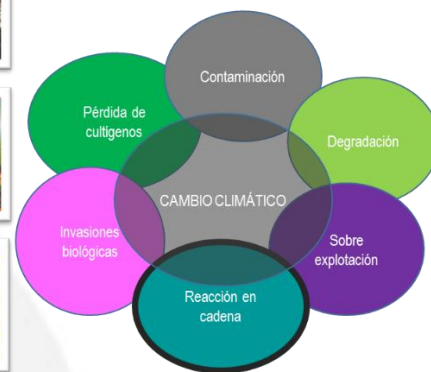 Contaminación
Pérdida de
cultígenos
Degradación
CAMBIO CLIMÁTICO
Invasiones
biológicas
Sobre
explotación
Reacción en
cadena